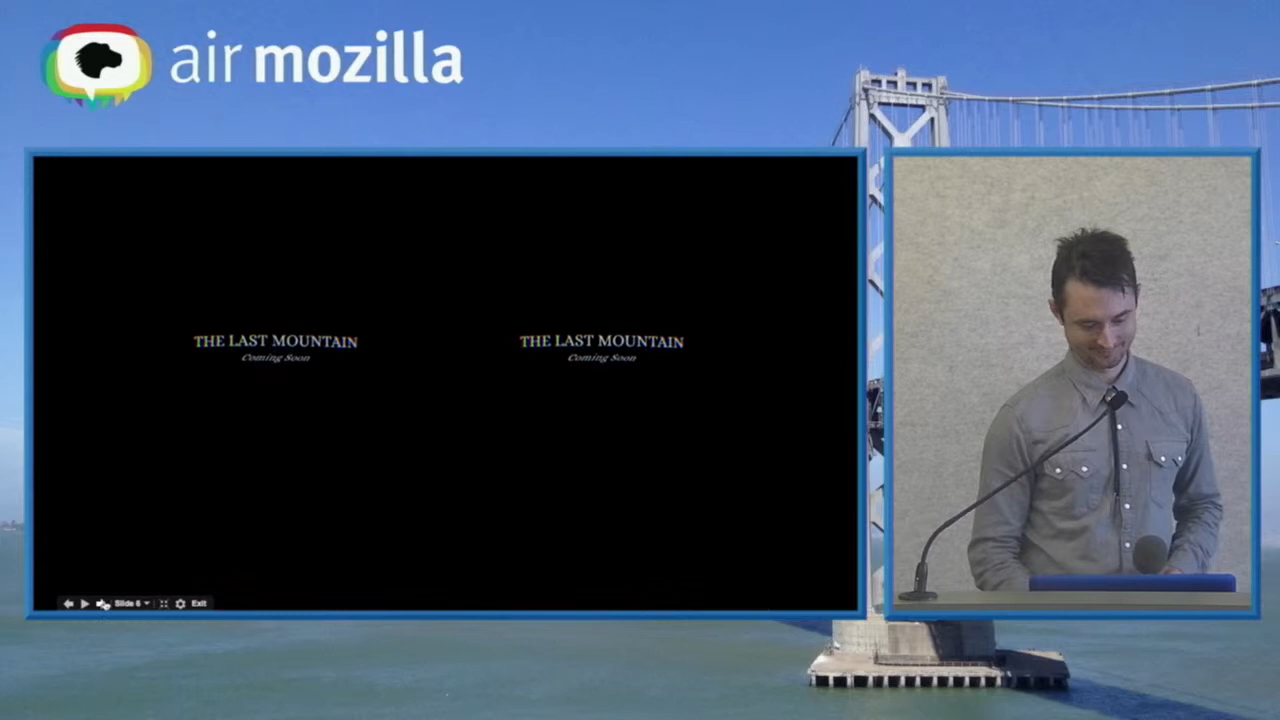 air mozilla
THE LAST MOUNTAIN
Coming Soon
THE LAST MOUNTAIN
Coming Soon
Slide 6
Exit